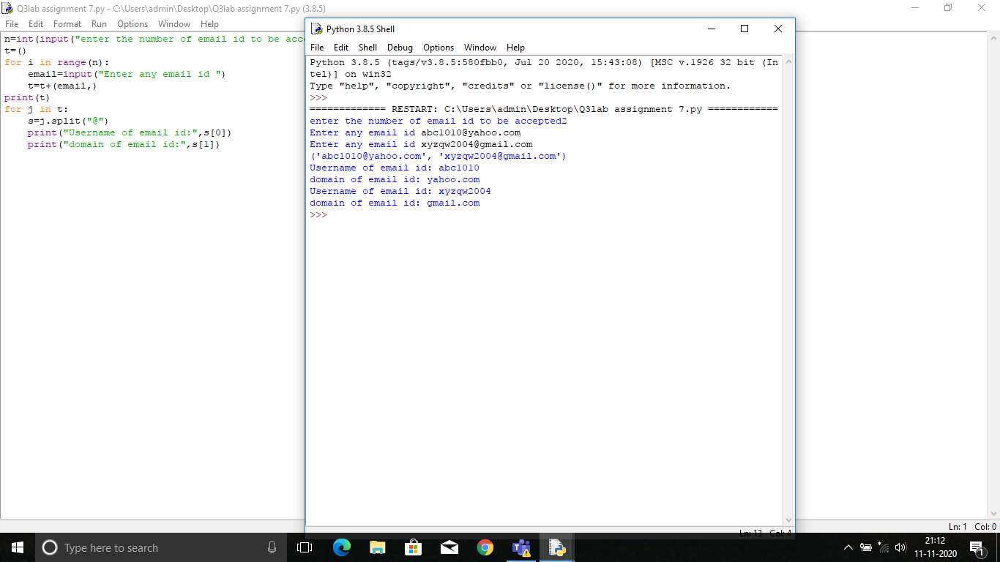 Q3lab assignment 7.py - C:\Users\admin\Desktop\Q3lab assignment 7.py (3.8.5)
File Edit Format Run Options Window Help
n=int(input("enter the number of email id to be acc
t=()
for i in range(n):
    email=input("Enter any email id ")
    t=t+(email,)
print(t)
for j in t:
    s=j.split("@")
    print("Username of email id:",s[0])
    print("domain of email id:",s[1])
Python 3.8.5 Shell
File Edit Shell Debug Options Window Help
Python 3.8.5 (tags/v3.8.5:580fbb0, Jul 20 2020, 15:43:08) [MSC v.1926 32 bit (In
tel)] on win32
Type "help", "copyright", "credits" or "license()" for more information.
>>>
============= RESTART: C:\Users\admin\Desktop\Q3lab assignment 7.py ============
enter the number of email id to be accepted2
Enter any email id abc1010@yahoo.com
Enter any email id xyzqw2004@gmail.com
('abc1010@yahoo.com', 'xyzqw2004@gmail.com')
Username of email id: abc1010
domain of email id: yahoo.com
Username of email id: xyzqw2004
domain of email id: gmail.com
>>>
Ln: 13 Col: 4
Ln: 1 Col: 0
Type here to search
21:12
11-11-2020
1